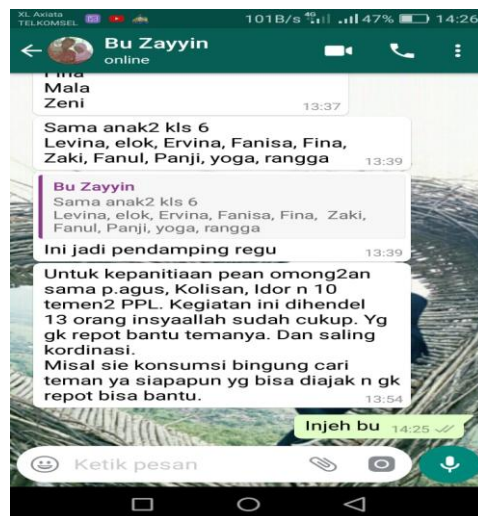 XL Axiata
TELKOMSEL
101B/s 47% 14:26
Bu Zayyin
online
Fina
Mala
Zeni
13:37
Sama anak2 kls 6
Levina, elok, Ervina, Fanisa, Fina,
Zaki, Fanul, Panji, yoga, rangga
13:39
Bu Zayyin
Sama anak2 kls 6
Levina, elok, Ervina, Fanisa, Fina, Zaki,
Fanul, Panji, yoga, rangga
Ini jadi pendamping regu
13:39
Untuk kepanitiaan pean omong2an
sama p.agus, Kolisan, Idor n 10
temen2 PPL. Kegiatan ini dihendel
13 orang insyaallah sudah cukup. Yg
gk repot bantu temanya. Dan saling
kordinasi.
Misal sie konsumsi bingung cari
teman ya siapapun yg bisa diajak n gk
repot bisa bantu.
13:54
Injeh bu 14:25
Ketik pesan